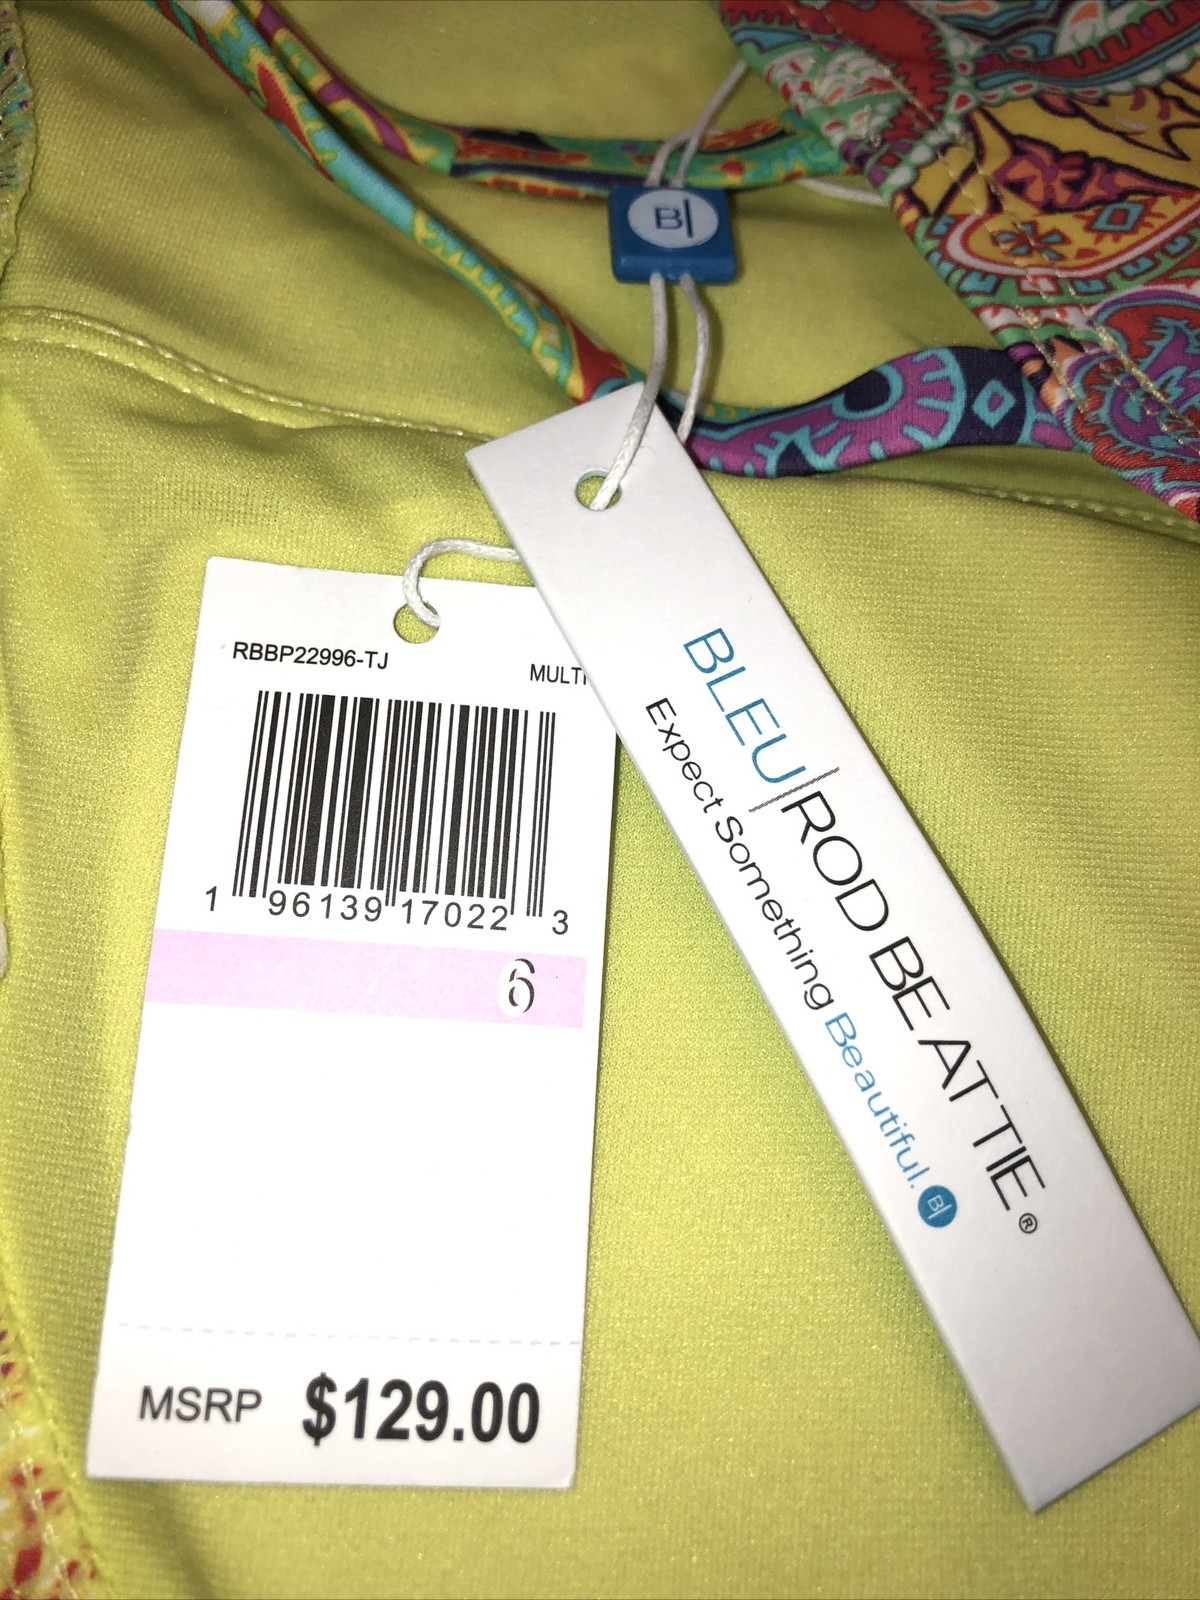 B|
RBBP22996-TJ
MULTI
1 96139 17022 3
6
MSRP $129.00
BLEU|ROD BEATTIE®
Expect Something Beautiful. B|